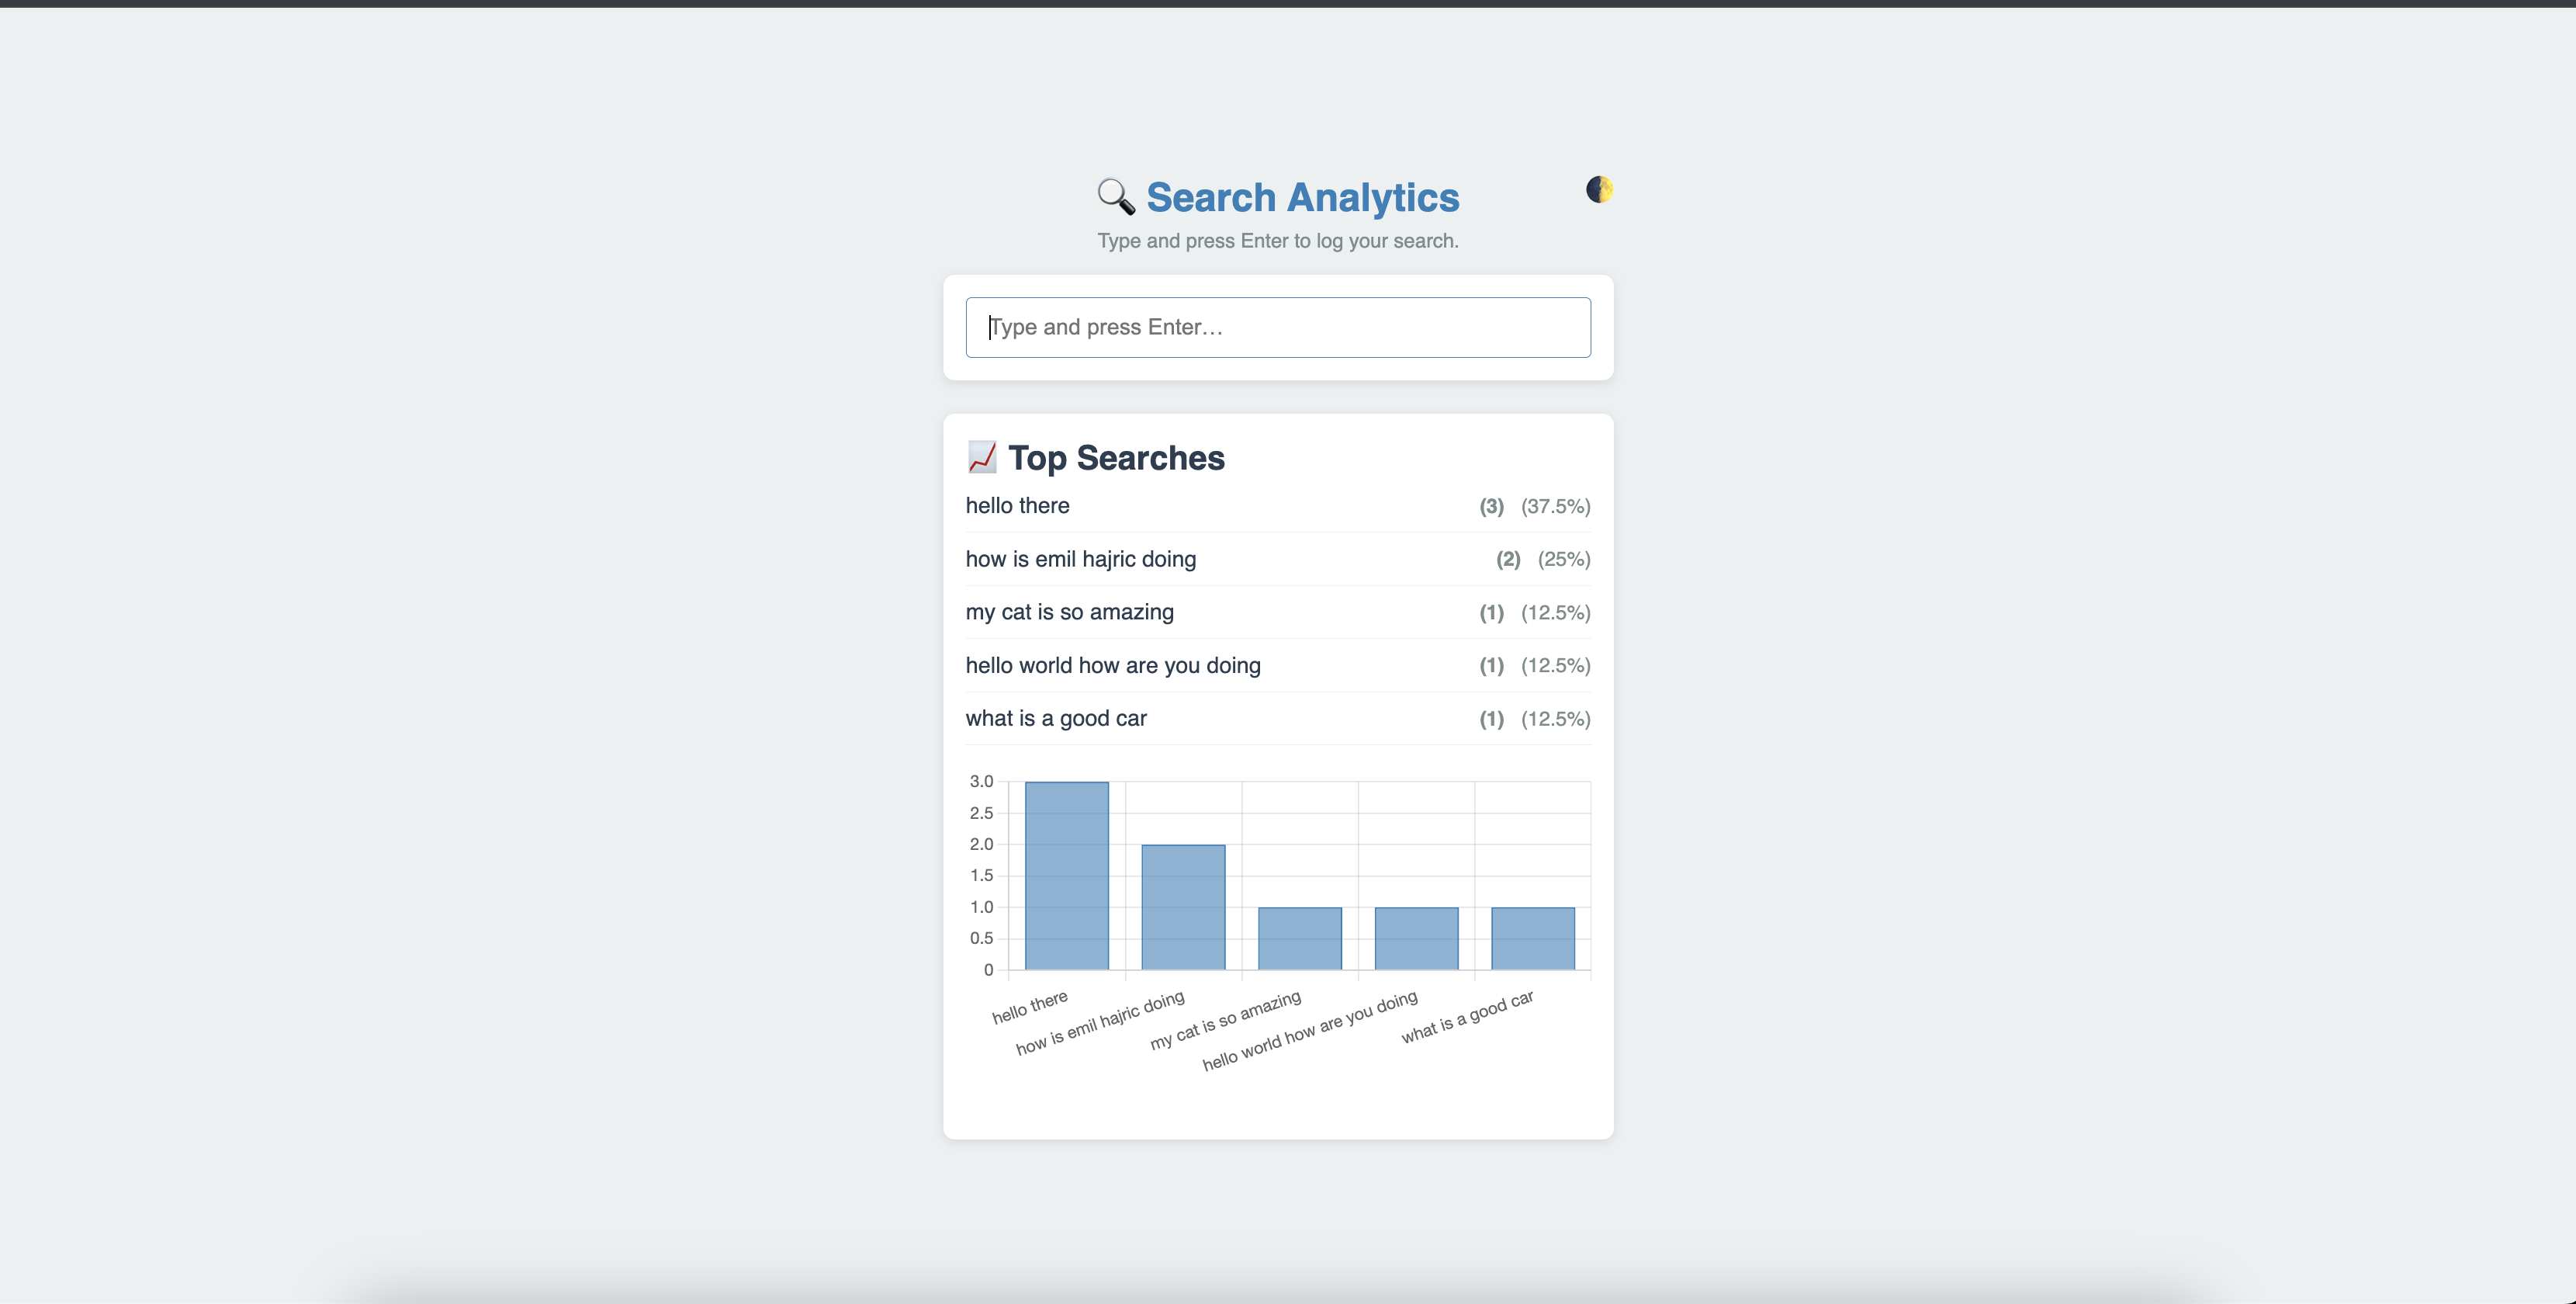 🔍 Search Analytics
Type and press Enter to log your search.
Type and press Enter…
📈 Top Searches
hello there (3) (37.5%)
how is emil hajric doing (2) (25%)
my cat is so amazing (1) (12.5%)
hello world how are you doing (1) (12.5%)
what is a good car (1) (12.5%)
3.0
2.5
2.0
1.5
1.0
0.5
0
hello there
how is emil hajric doing
my cat is so amazing
hello world how are you doing
what is a good car